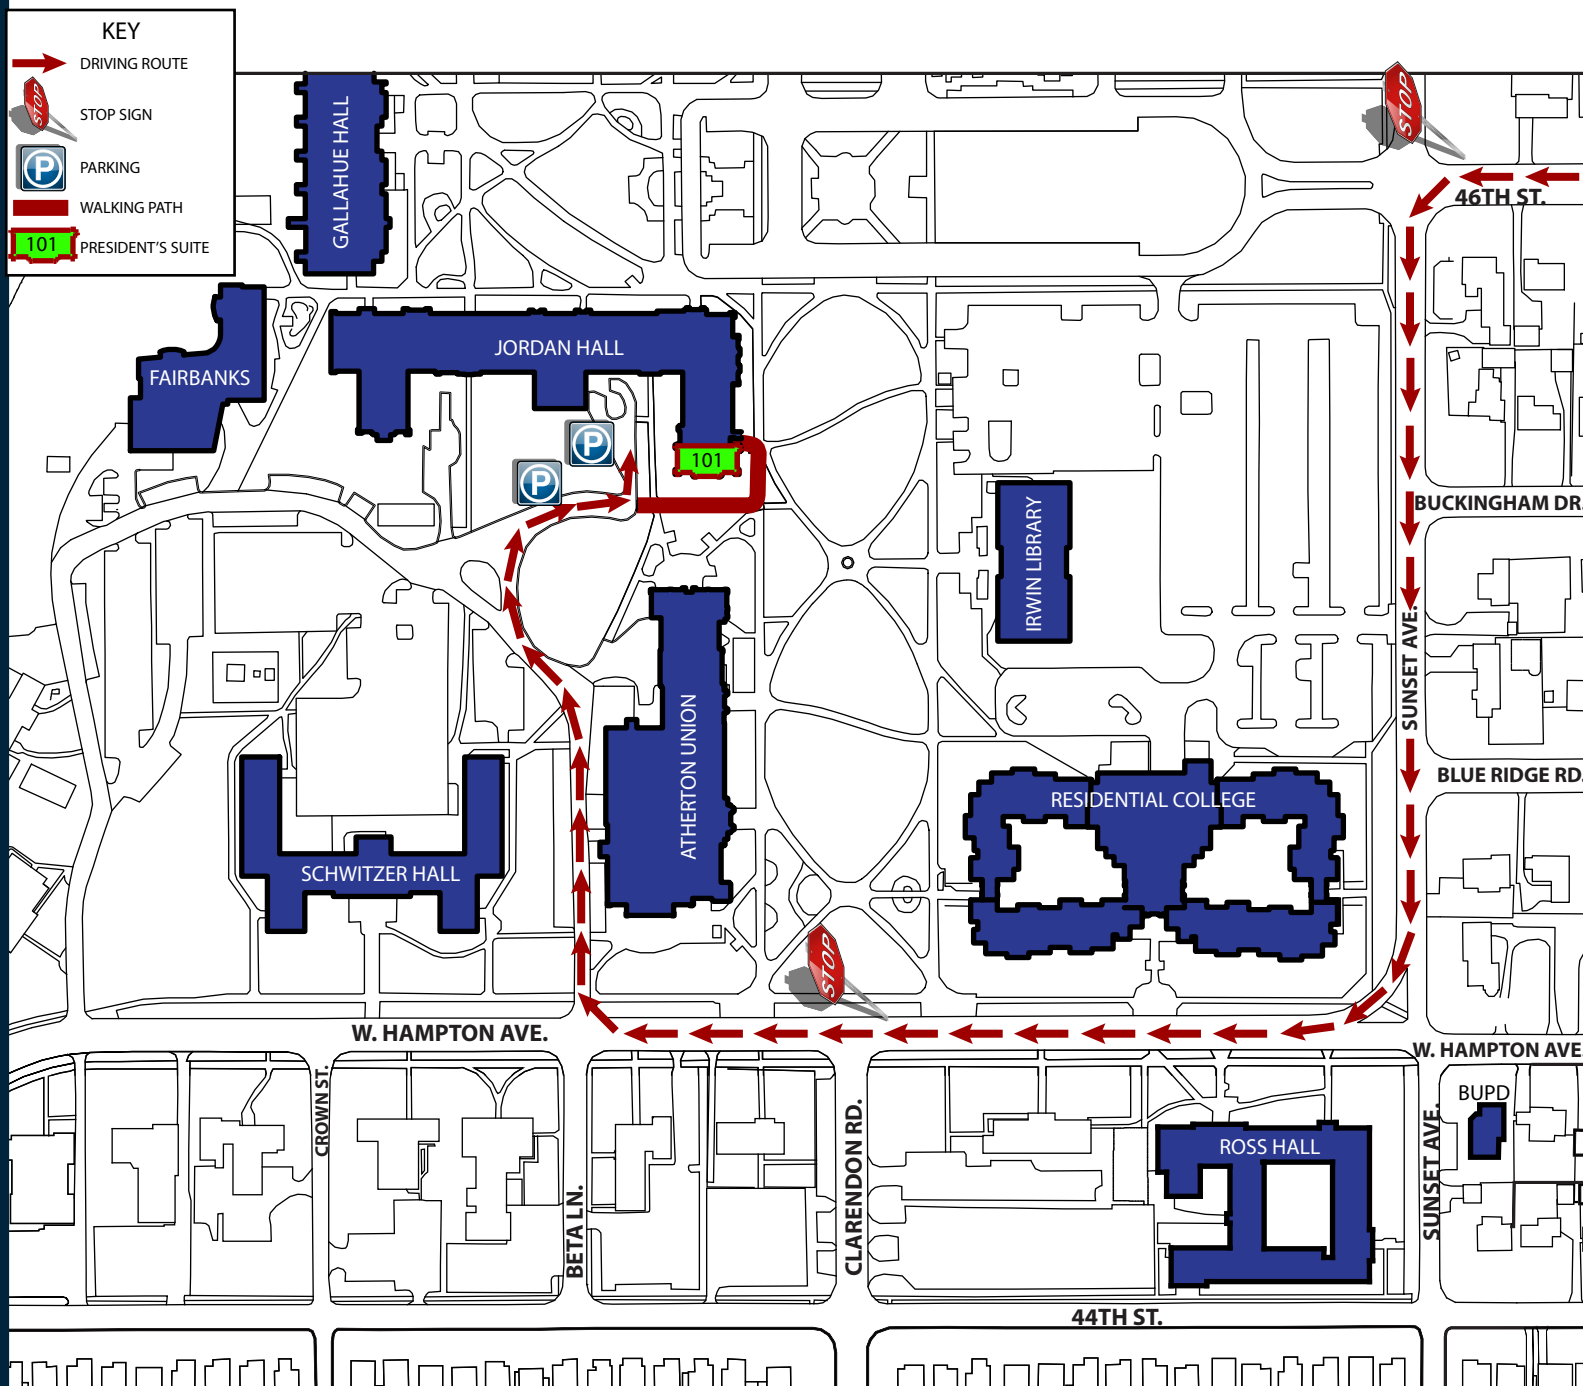 KEY
DRIVING ROUTE
STOP
STOP SIGN
P
PARKING
WALKING PATH
101
PRESIDENT'S SUITE
STOP
46TH ST.
GALLAHUE HALL
JORDAN HALL
FAIRBANKS
P
P
101
BUCKINGHAM DR.
IRWIN LIBRARY
SUNSET AVE.
BLUE RIDGE RD.
ATHERTON UNION
RESIDENTIAL COLLEGE
SCHWITZER HALL
STOP
W. HAMPTON AVE.
W. HAMPTON AVE
CROWN ST.
BETA LN.
CLARENDON RD.
BUPD
ROSS HALL
SUNSET AVE.
44TH ST.